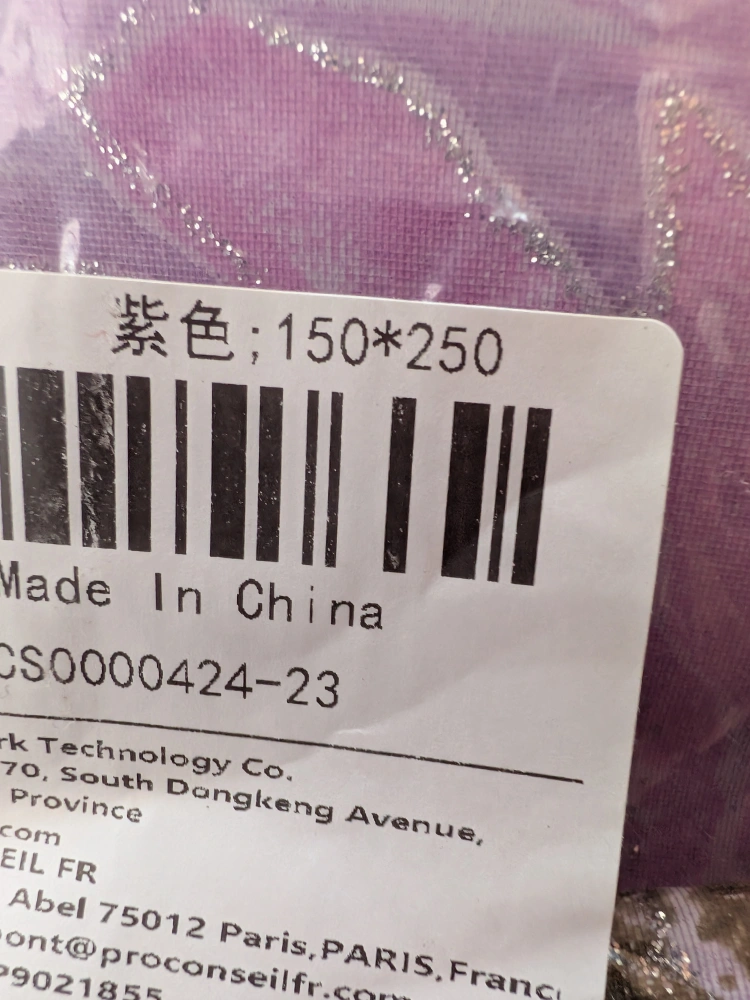 紫色;150*250
Made In China
CS0000424-23
rk Technology Co.
70, South Dongkeng Avenue,
Province
com
EIL FR
Abel 75012 Paris,PARIS,Franc
ont@proconseilfr.com
9021855